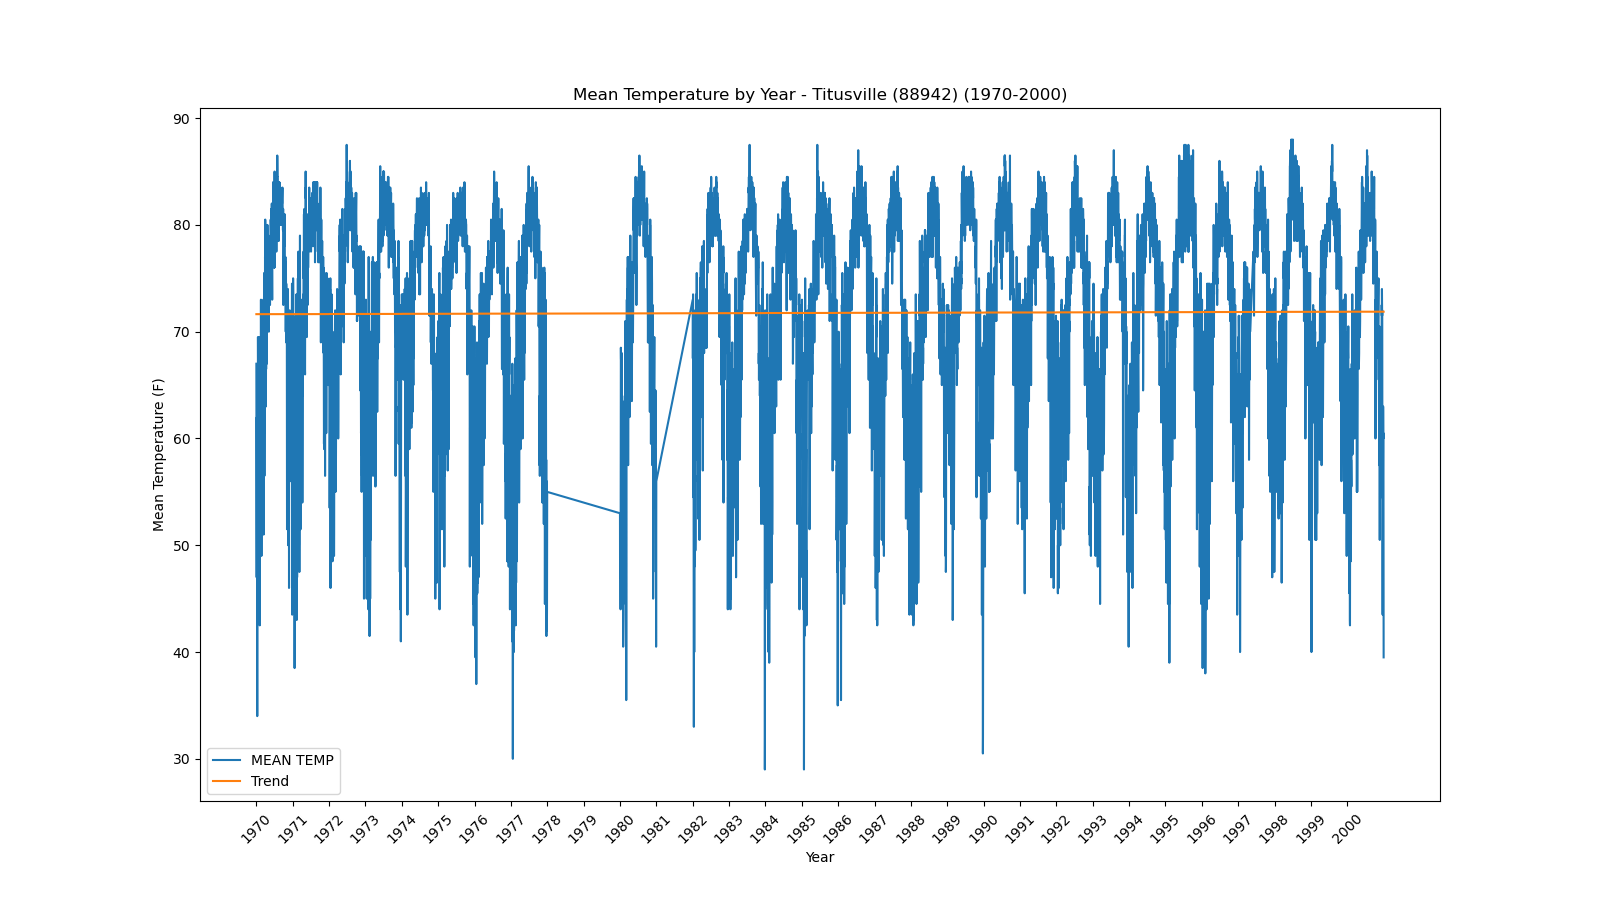 Mean Temperature by Year - Titusville (88942) (1970-2000)
90
80
70
60
50
40
30
Mean Temperature (F)
MEAN TEMP
Trend
1970 1971 1972 1973 1974 1975 1976 1977 1978 1979 1980 1981 1982 1983 1984 1985 1986 1987 1988 1989 1990 1991 1992 1993 1994 1995 1996 1997 1998 1999 2000
Year